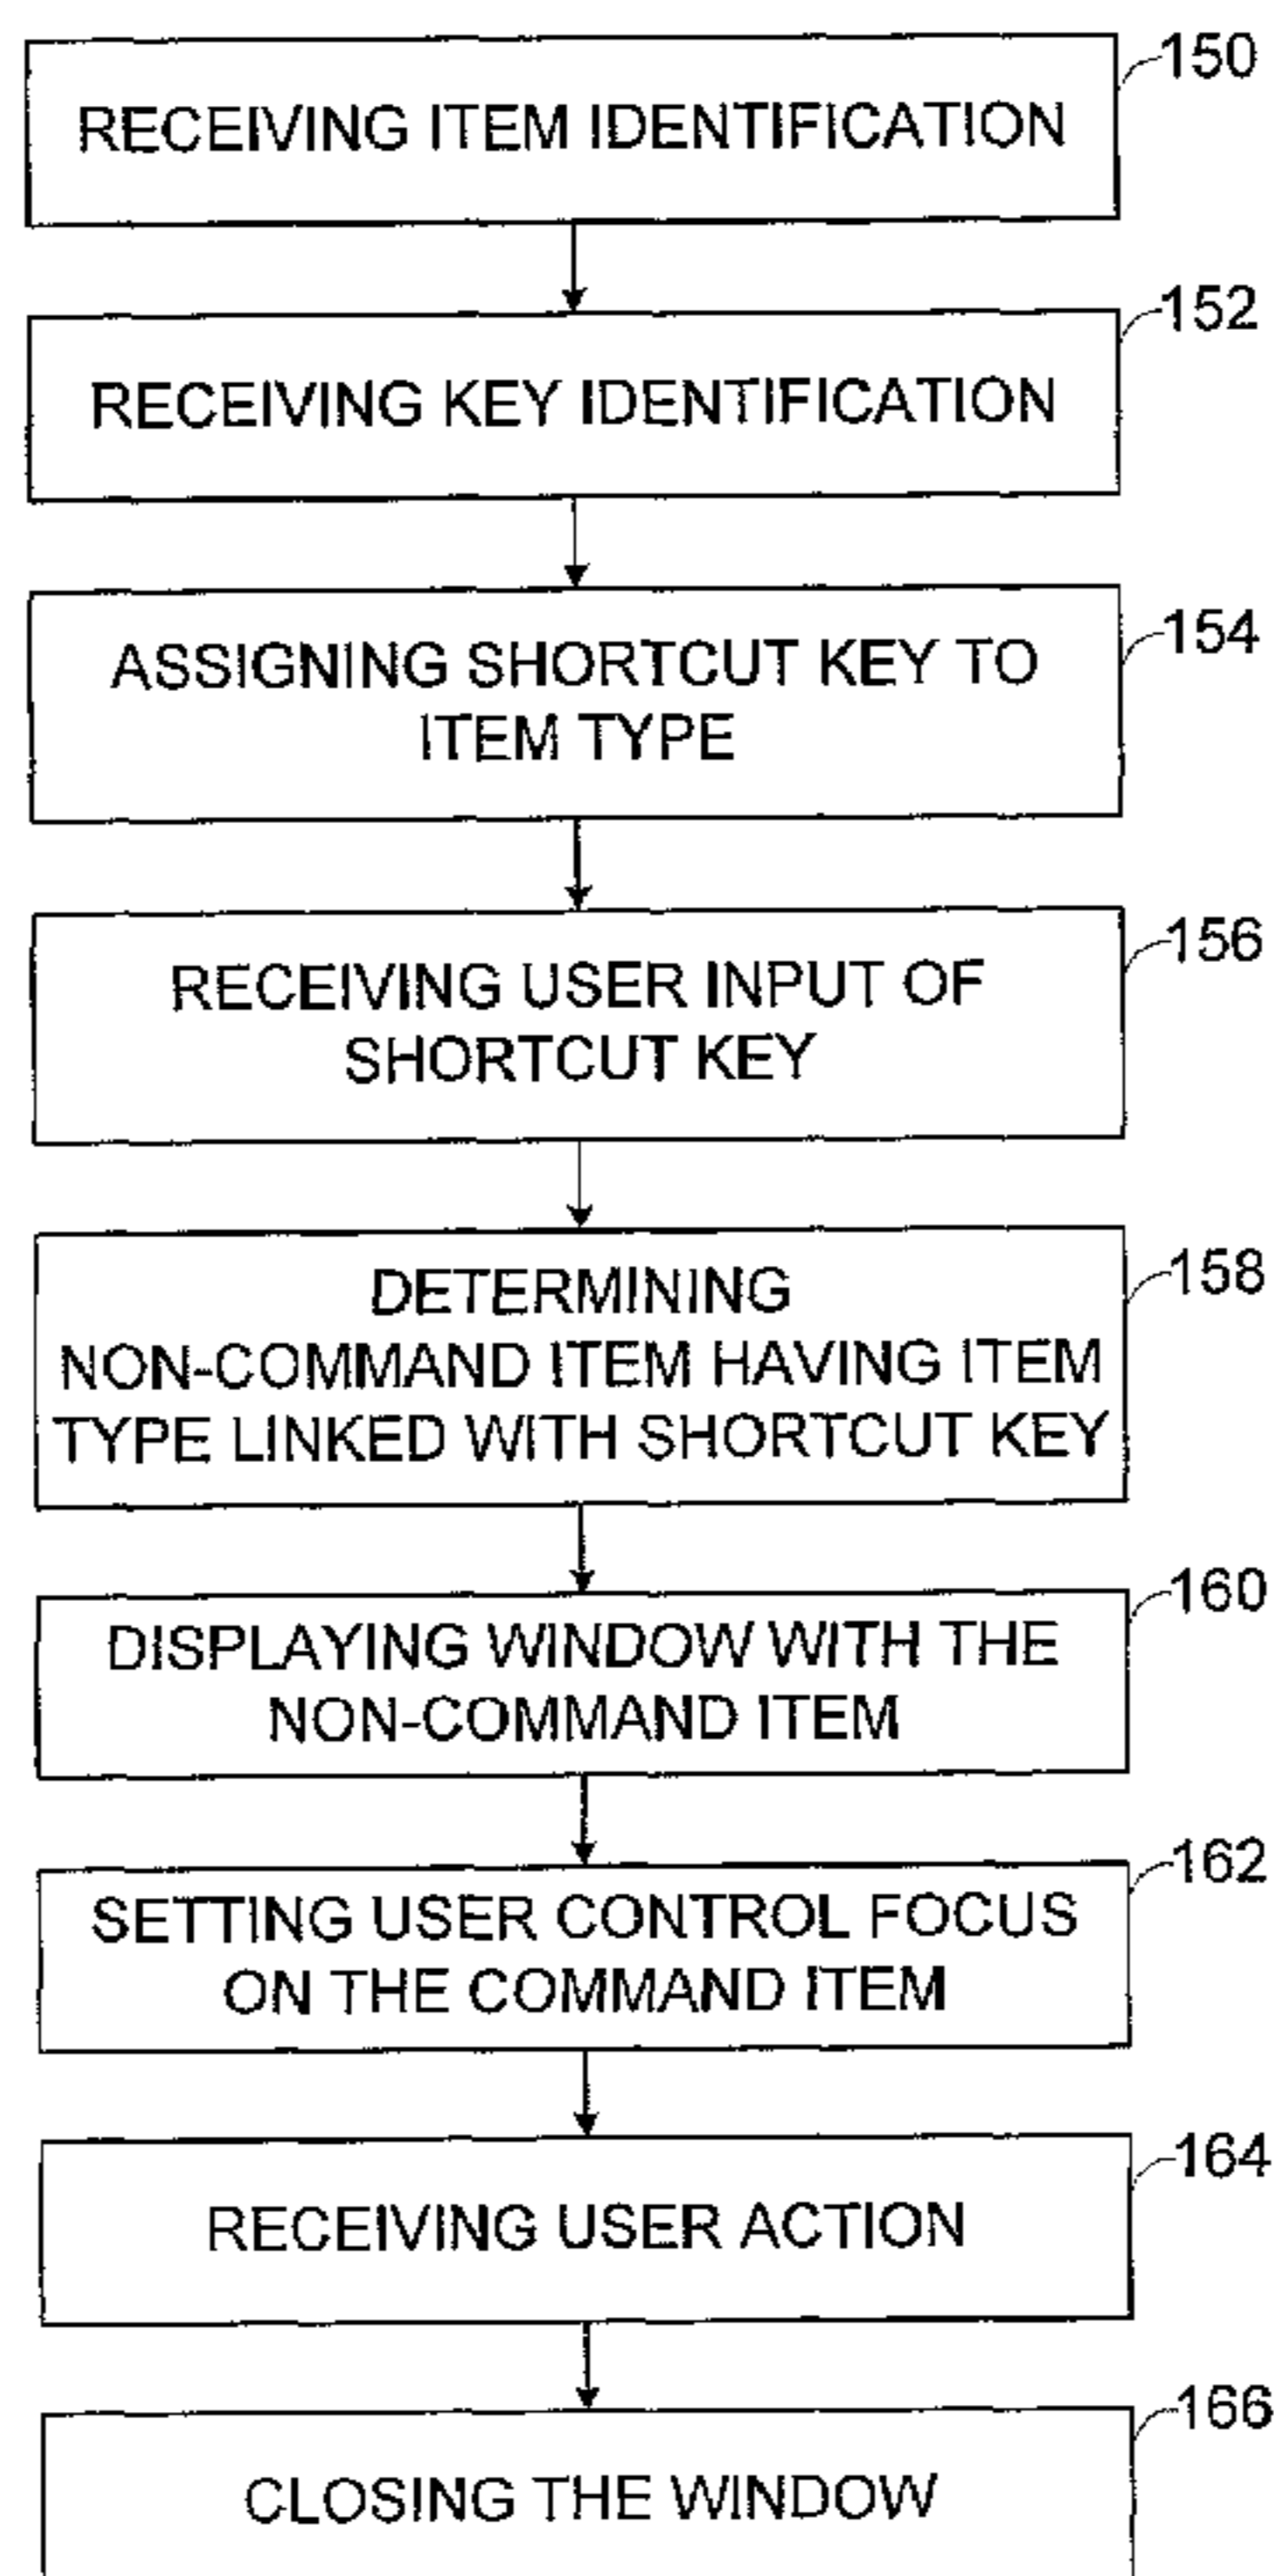 150
RECEIVING ITEM IDENTIFICATION
152
RECEIVING KEY IDENTIFICATION
154
ASSIGNING SHORTCUT KEY TO
ITEM TYPE
156
RECEIVING USER INPUT OF
SHORTCUT KEY
158
DETERMINING
NON-COMMAND ITEM HAVING ITEM
TYPE LINKED WITH SHORTCUT KEY
160
DISPLAYING WINDOW WITH THE
NON-COMMAND ITEM
162
SETTING USER CONTROL FOCUS
ON THE COMMAND ITEM
164
RECEIVING USER ACTION
166
CLOSING THE WINDOW